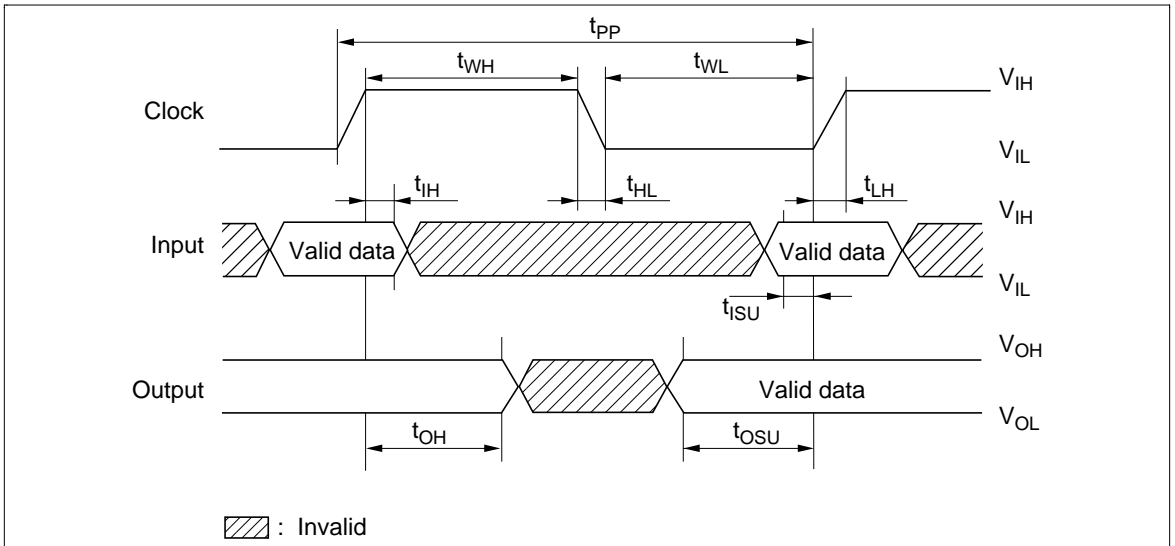 tPP
tWH
tWL
Clock
VIH
VIL
tIH
tHL
tLH
VIH
Input
Valid data
Valid data
VIL
tISU
VOH
Output
Valid data
VOL
tOH
tOSU
: Invalid